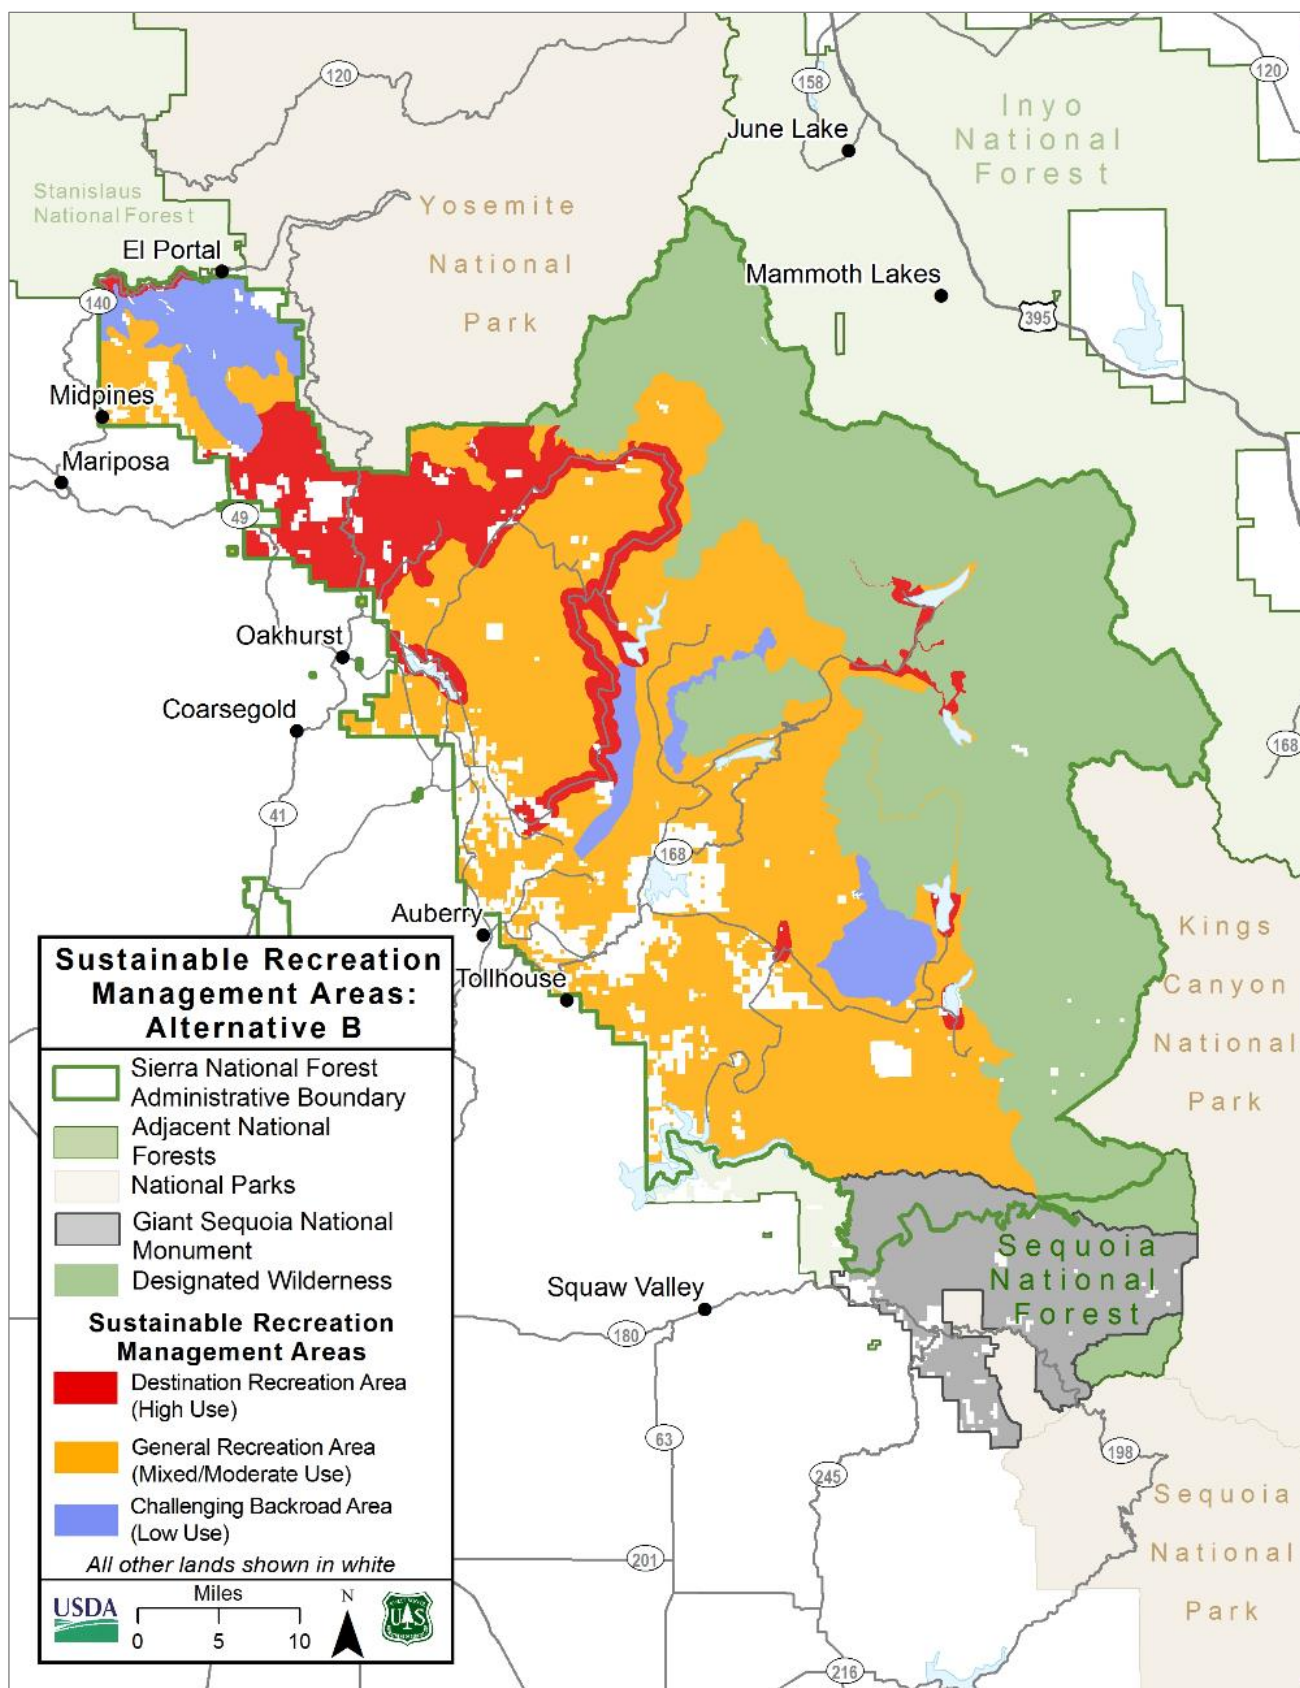 120
158
120
Inyo
National
Forest
June Lake
Stanislaus
National Forest
Yosemite
National
Park
El Portal
Mammoth Lakes
140
395
Midpines
Mariposa
49
Oakhurst
Coarsegold
168
41
168
Auberry
Tollhouse
Kings
Canyon
National
Park
Sequoia
National
Forest
Squaw Valley
180
63
245
198
Sequoia
National
Park
201
216
Sustainable Recreation
Management Areas:
Alternative B
Sierra National Forest
Administrative Boundary
Adjacent National
Forests
National Parks
Giant Sequoia National
Monument
Designated Wilderness
Sustainable Recreation
Management Areas
Destination Recreation Area
(High Use)
General Recreation Area
(Mixed/Moderate Use)
Challenging Backroad Area
(Low Use)
All other lands shown in white
USDA
Miles
0 5 10
N
U S